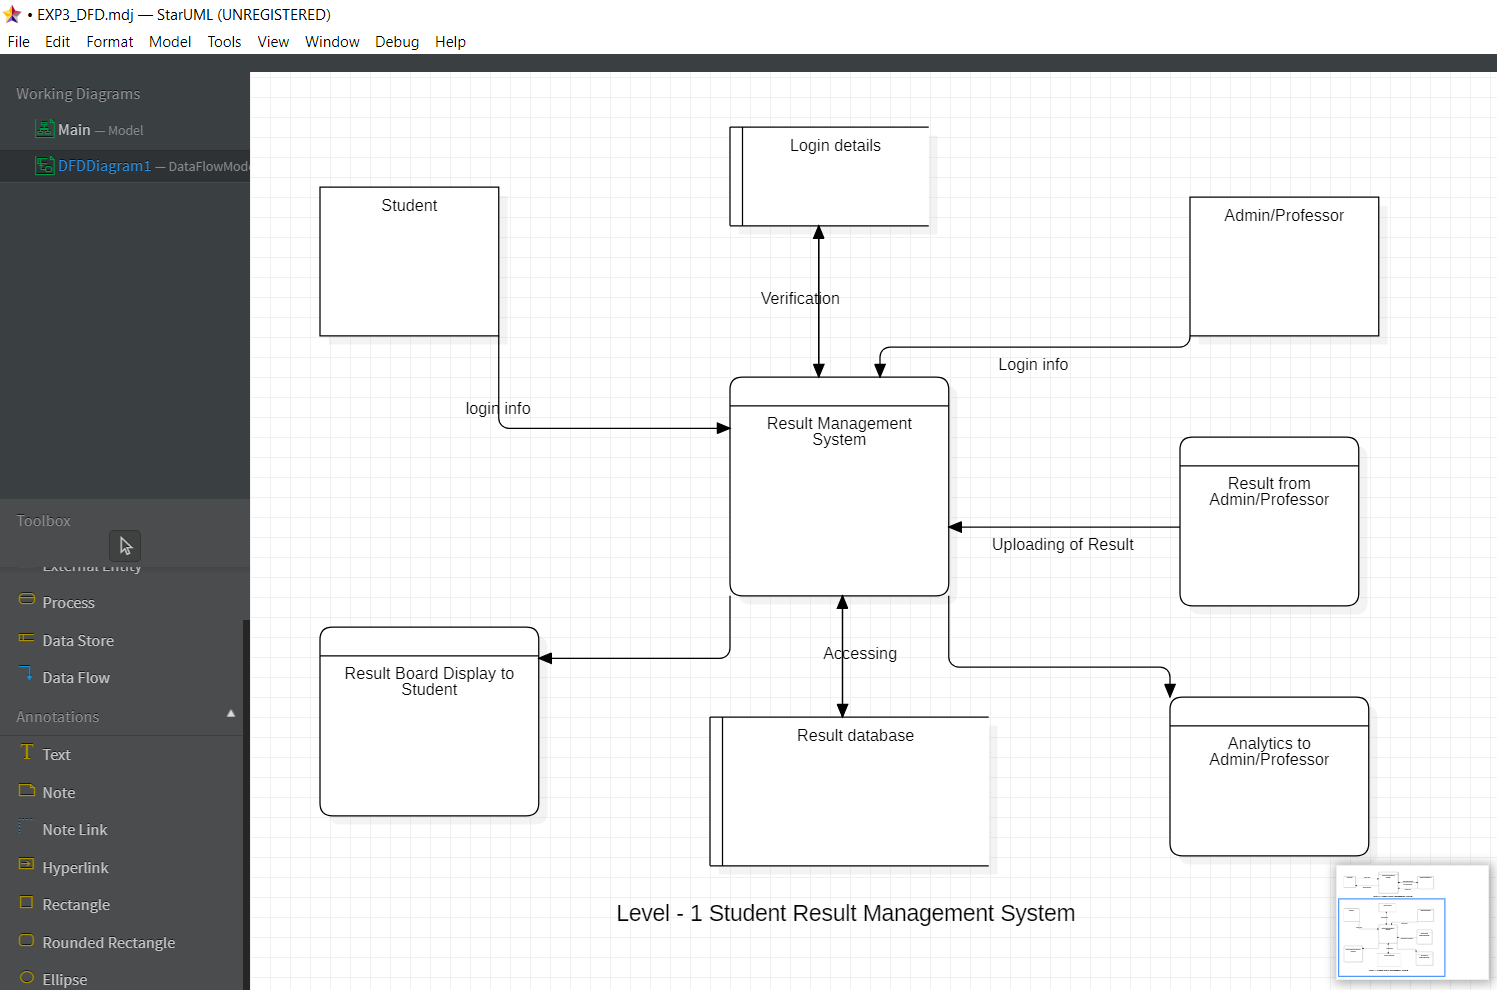 • EXP3_DFD.mdj — StarUML (UNREGISTERED)
File Edit Format Model Tools View Window Debug Help
Working Diagrams
Main — Model
DFDDiagram1 — DataFlowMode
Toolbox
External Entity
Process
Data Store
Data Flow
Annotations
Text
Note
Note Link
Hyperlink
Rectangle
Rounded Rectangle
Ellipse
Login details
Student
Admin/Professor
Verification
Login info
login info
Result Management
System
Result from
Admin/Professor
Uploading of Result
Accessing
Result Board Display to
Student
Result database
Analytics to
Admin/Professor
Level - 1 Student Result Management System